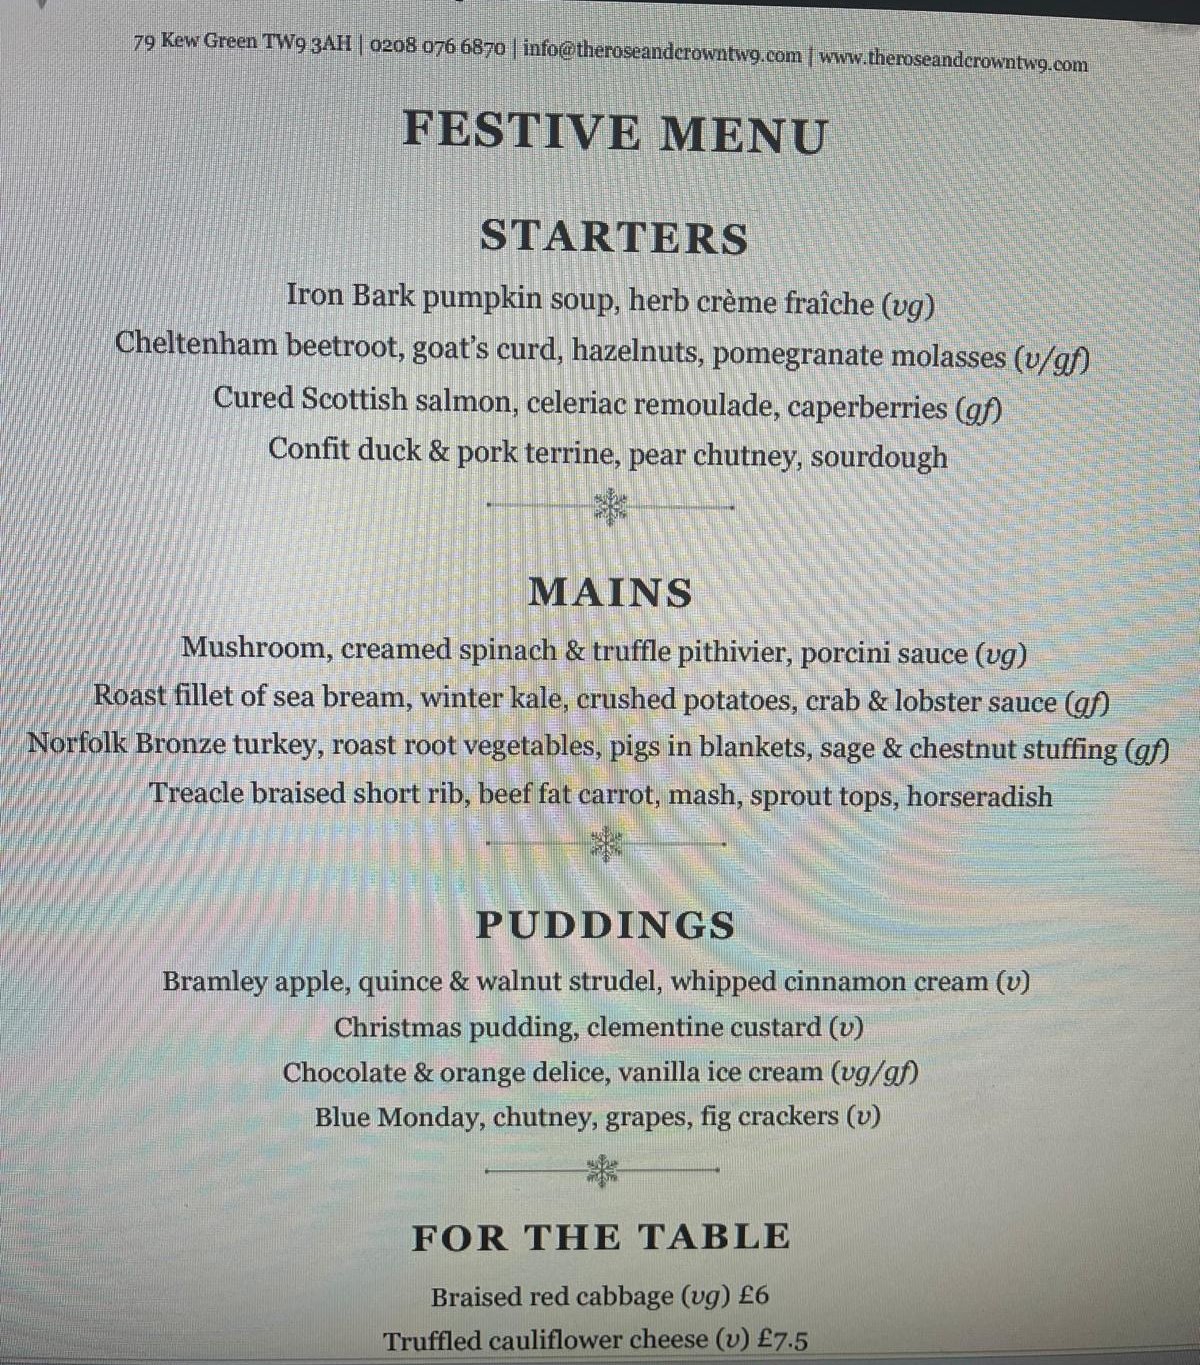 79 Kew Green TW9 3AH | 0208 076 6870 | info@theroseandcrowntw9.com | www.theroseandcrowntw9.com
FESTIVE MENU
STARTERS
Iron Bark pumpkin soup, herb crème fraîche (vg)
Cheltenham beetroot, goat's curd, hazelnuts, pomegranate molasses (v/gf)
Cured Scottish salmon, celeriac remoulade, caperberries (gf)
Confit duck & pork terrine, pear chutney, sourdough
MAINS
Mushroom, creamed spinach & truffle pithivier, porcini sauce (vg)
Roast fillet of sea bream, winter kale, crushed potatoes, crab & lobster sauce (gf)
Norfolk Bronze turkey, roast root vegetables, pigs in blankets, sage & chestnut stuffing (gf)
Treacle braised short rib, beef fat carrot, mash, sprout tops, horseradish
PUDDINGS
Bramley apple, quince & walnut strudel, whipped cinnamon cream (v)
Christmas pudding, clementine custard (v)
Chocolate & orange delice, vanilla ice cream (vg/gf)
Blue Monday, chutney, grapes, fig crackers (v)
FOR THE TABLE
Braised red cabbage (vg) £6
Truffled cauliflower cheese (v) £7.5